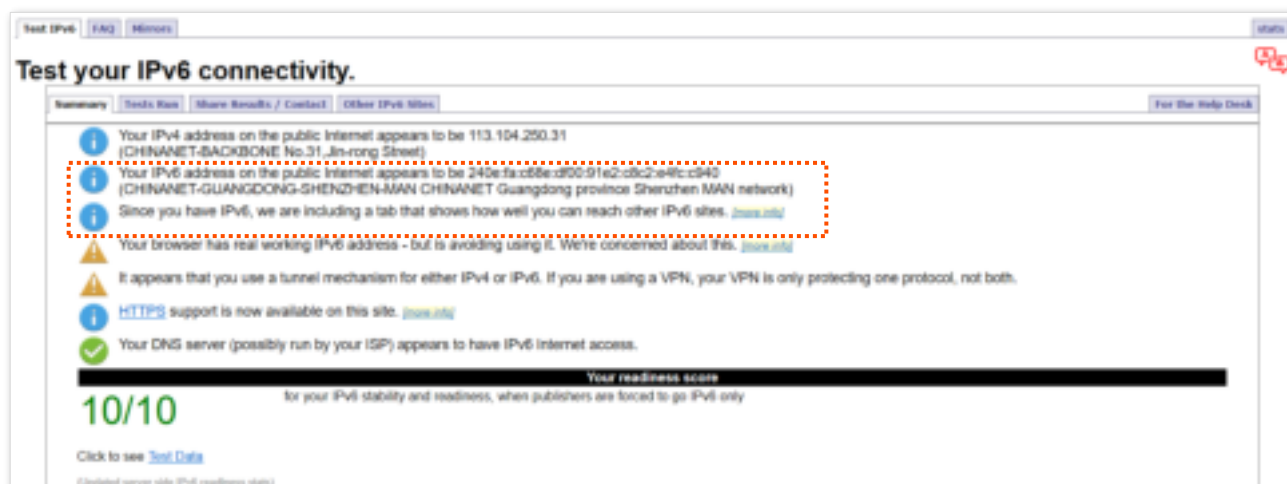 Test IPv6 FAQ Mirrors stats
Test your IPv6 connectivity.
Summary Tests Run Share Results / Contact Other IPv6 Sites For the Help Desk
Your IPv4 address on the public Internet appears to be 113.104.250.31
(CHINANET-BACKBONE No.31,Jin-rong Street)
Your IPv6 address on the public Internet appears to be 240e:fa:c68e:df00:91e2:c8c2:e4fc:c940
(CHINANET-GUANGDONG-SHENZHEN-MAN CHINANET Guangdong province Shenzhen MAN network)
Since you have IPv6, we are including a tab that shows how well you can reach other IPv6 sites. [more info]
Your browser has real working IPv6 address - but is avoiding using it. We're concerned about this. [more info]
It appears that you use a tunnel mechanism for either IPv4 or IPv6. If you are using a VPN, your VPN is only protecting one protocol, not both.
HTTPS support is now available on this site. [more info]
Your DNS server (possibly run by your ISP) appears to have IPv6 Internet access.
Your readiness score
10/10 for your IPv6 stability and readiness, when publishers are forced to go IPv6 only
Click to see Test Data
(Updated server side IPv6 readiness stats)